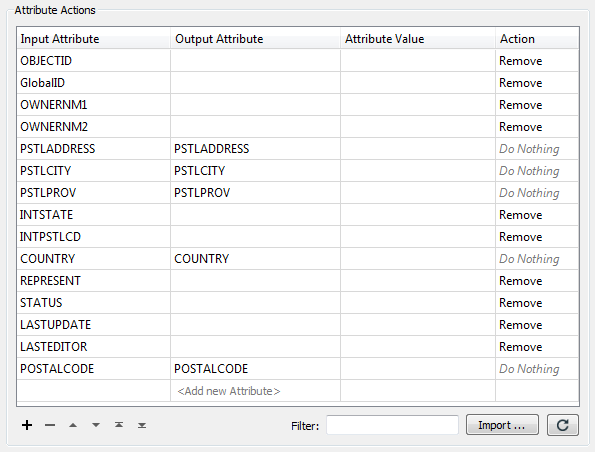 Attribute Actions
Input Attribute Output Attribute Attribute Value Action
OBJECTID Remove
GlobalID Remove
OWNERNM1 Remove
OWNERNM2 Remove
PSTLADDRESS PSTLADDRESS Do Nothing
PSTLCITY PSTLCITY Do Nothing
PSTLPROV PSTLPROV Do Nothing
INTSTATE Remove
INTPSTLCD Remove
COUNTRY COUNTRY Do Nothing
REPRESENT Remove
STATUS Remove
LASTUPDATE Remove
LASTEDITOR Remove
POSTALCODE POSTALCODE Do Nothing
<Add new Attribute>
Filter: Import ...